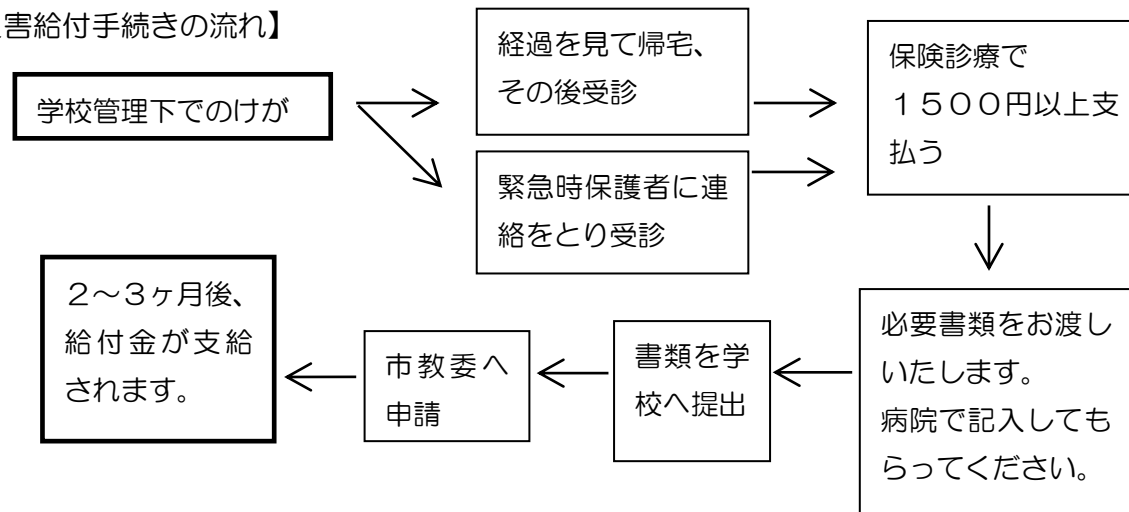 害給付手続きの流れ】
学校管理下でのけが
経過を見て帰宅、
その後受診
緊急時保護者に連
絡をとり受診
保険診療で
１５００円以上支
払う
必要書類をお渡し
いたします。
病院で記入しても
らってください。
書類を学
校へ提出
市教委へ
申請
２～３ヶ月後、
給付金が支給
されます。